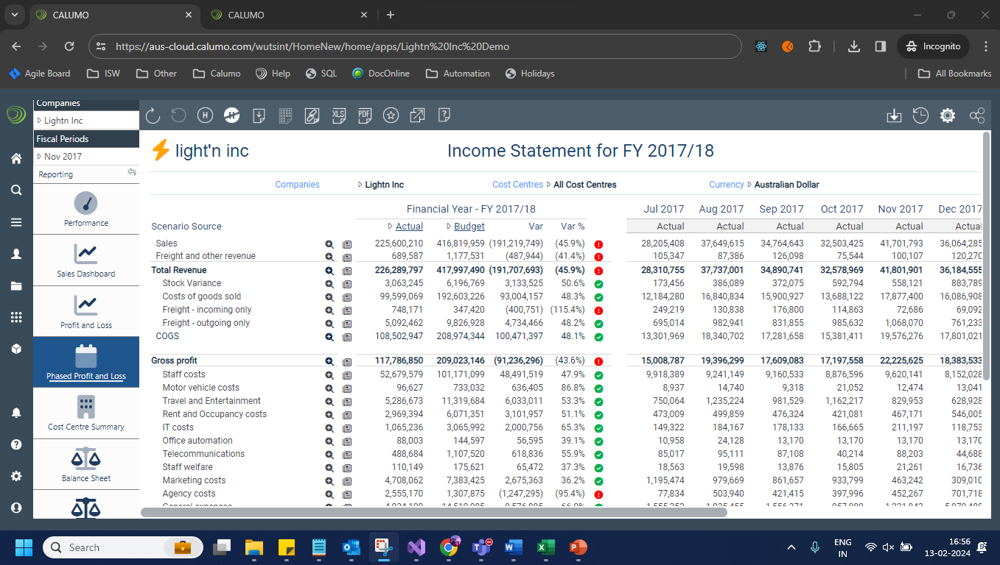 CALUMO
CALUMO
https://aus-cloud.calumo.com/wutsint/HomeNew/home/apps/Lightn%20Inc%20Demo
Incognito
Agile Board ISW Other Calumo Help SQL DocOnline Automation Holidays All Bookmarks
Companies
Lightn Inc
Fiscal Periods
Nov 2017
Reporting
Performance
Sales Dashboard
Profit and Loss
Phased Profit and Loss
Cost Centre Summary
Balance Sheet
H XLS PDF ?
light'n inc Income Statement for FY 2017/18
Companies Lightn Inc Cost Centres All Cost Centres Currency Australian Dollar
Financial Year - FY 2017/18 Jul 2017 Aug 2017 Sep 2017 Oct 2017 Nov 2017 Dec 2017
Scenario Source Actual Budget Var Var % Actual Actual Actual Actual Actual Actual
Sales 225,600,210 416,819,959 (191,219,749) (45.9%) 28,205,408 37,649,615 34,764,643 32,503,425 41,701,793 36,064,285
Freight and other revenue 689,587 1,177,531 (487,944) (41.4%) 105,347 87,386 126,098 75,544 100,107 120,270
Total Revenue 226,289,797 417,997,490 (191,707,693) (45.9%) 28,310,755 37,737,001 34,890,741 32,578,969 41,801,901 36,184,555
Stock Variance 3,063,245 6,196,769 3,133,525 50.6% 173,456 386,089 372,075 592,794 558,121 883,789
Costs of goods sold 99,599,069 192,603,226 93,004,157 48.3% 12,184,280 16,840,834 15,900,927 13,688,122 17,877,400 16,086,908
Freight - incoming only 748,171 347,420 (400,751) (115.4%) 249,219 130,838 176,800 114,863 72,686 69,092
Freight - outgoing only 5,092,462 9,826,928 4,734,466 48.2% 695,014 982,941 831,855 985,632 1,068,070 761,233
COGS 108,502,947 208,974,344 100,471,397 48.1% 13,301,969 18,340,702 17,281,658 15,381,411 19,576,276 17,801,021
Gross profit 117,786,850 209,023,146 (91,236,296) (43.6%) 15,008,787 19,396,299 17,609,083 17,197,558 22,225,625 18,383,533
Staff costs 52,679,579 101,171,099 48,491,519 47.9% 9,918,389 9,241,149 9,160,533 8,876,596 9,620,141 8,152,028
Motor vehicle costs 96,627 733,032 636,405 86.8% 8,937 14,740 9,318 21,052 12,474 13,041
Travel and Entertainment 5,286,673 11,319,684 6,033,011 53.3% 750,064 1,235,224 981,529 1,162,217 829,953 628,928
Rent and Occupancy costs 2,969,394 6,071,351 3,101,957 51.1% 473,009 499,859 476,324 421,081 467,171 546,005
IT costs 1,065,236 3,065,992 2,000,756 65.3% 149,322 184,167 178,133 166,665 211,197 118,753
Office automation 88,003 144,597 56,595 39.1% 10,958 24,128 13,170 13,170 13,170 13,170
Telecommunications 488,684 1,107,520 618,836 55.9% 85,017 95,111 87,108 40,214 88,203 44,688
Staff welfare 110,149 175,621 65,472 37.3% 18,563 19,598 13,876 15,805 21,261 16,736
Marketing costs 4,708,062 7,383,425 2,675,363 36.2% 1,195,474 979,669 861,657 933,799 463,242 309,010
Agency costs 2,555,170 1,307,875 (1,247,295) (95.4%) 77,834 503,940 421,415 397,996 452,267 701,718
Search
ENG
IN
16:56
13-02-2024